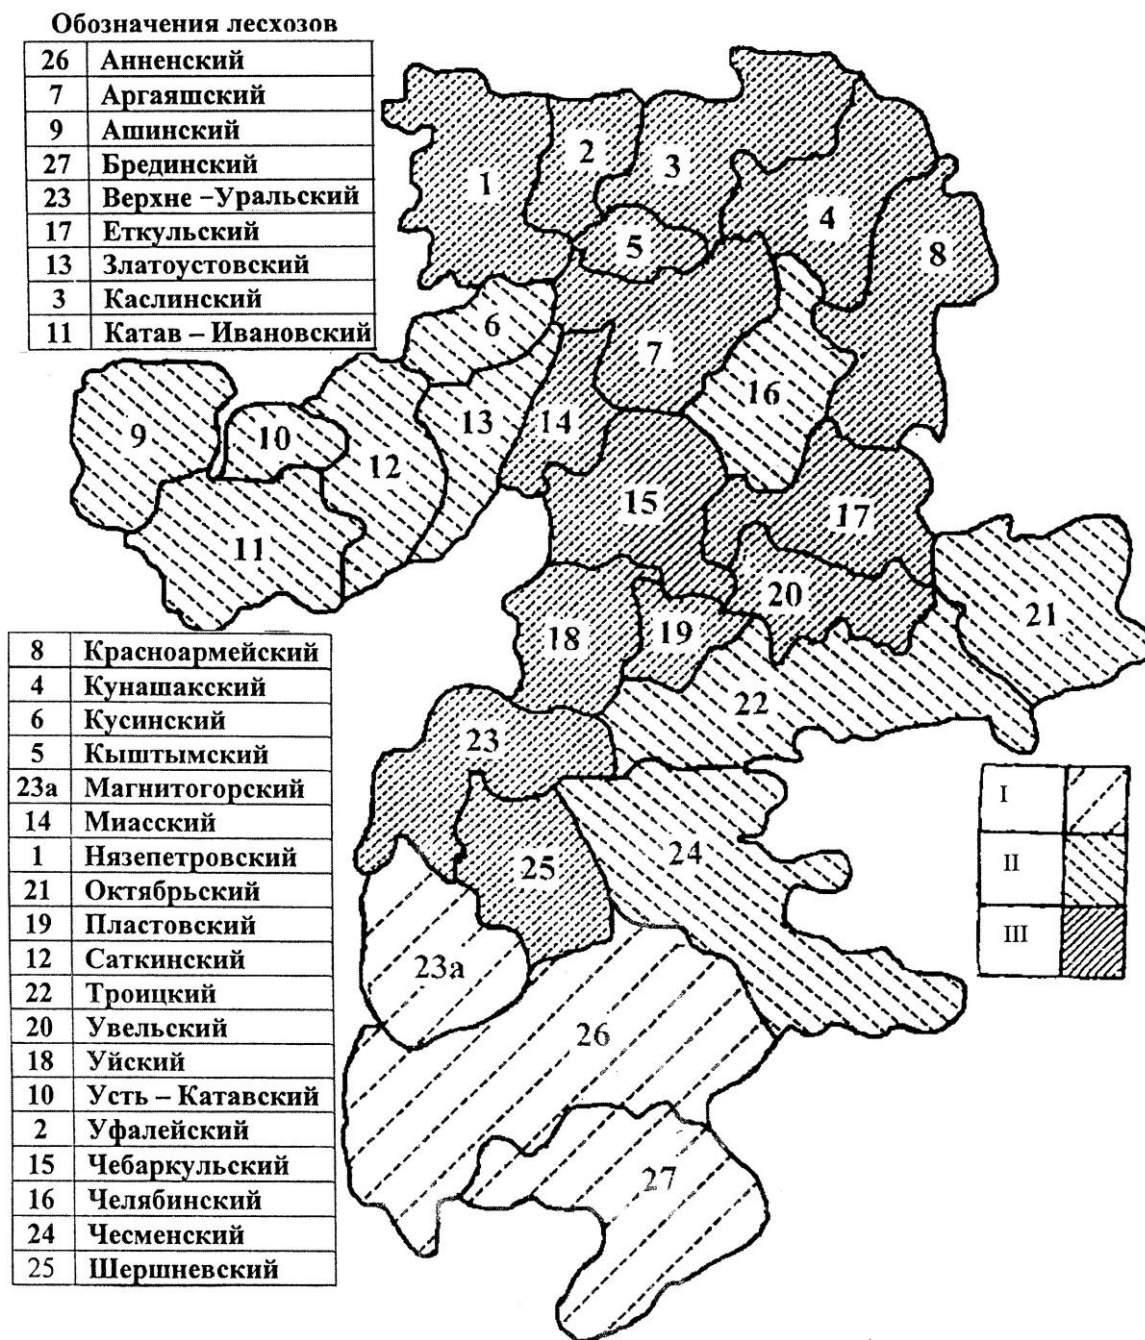 Обозначения лесхозов
26 Анненский
7 Аргаяшский
9 Ашинский
27 Брединский
23 Верхне –Уральский
17 Еткульский
13 Златоустовский
3 Каслинский
11 Катав – Ивановский
8 Красноармейский
4 Кунашакский
6 Кусинский
5 Кыштымский
23а Магнитогорский
14 Миасский
1 Нязепетровский
21 Октябрьский
19 Пластовский
12 Саткинский
22 Троицкий
20 Увельский
18 Уйский
10 Усть – Катавский
2 Уфалейский
15 Чебаркульский
16 Челябинский
24 Чесменский
25 Шершневский
1
2
3
4
5
8
6
7
16
9
10
12
13
14
15
17
11
18
19
20
21
22
23
24
25
23а
26
27
I
II
III